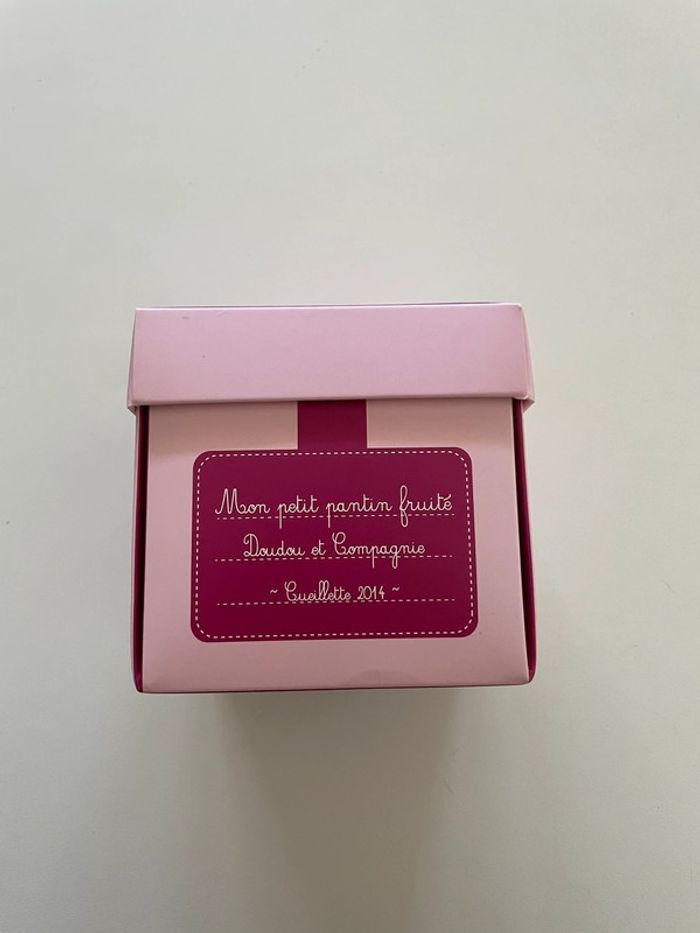 Mon petit pantin fruité
Doudou et Compagnie
~ Cueillette 2014 ~